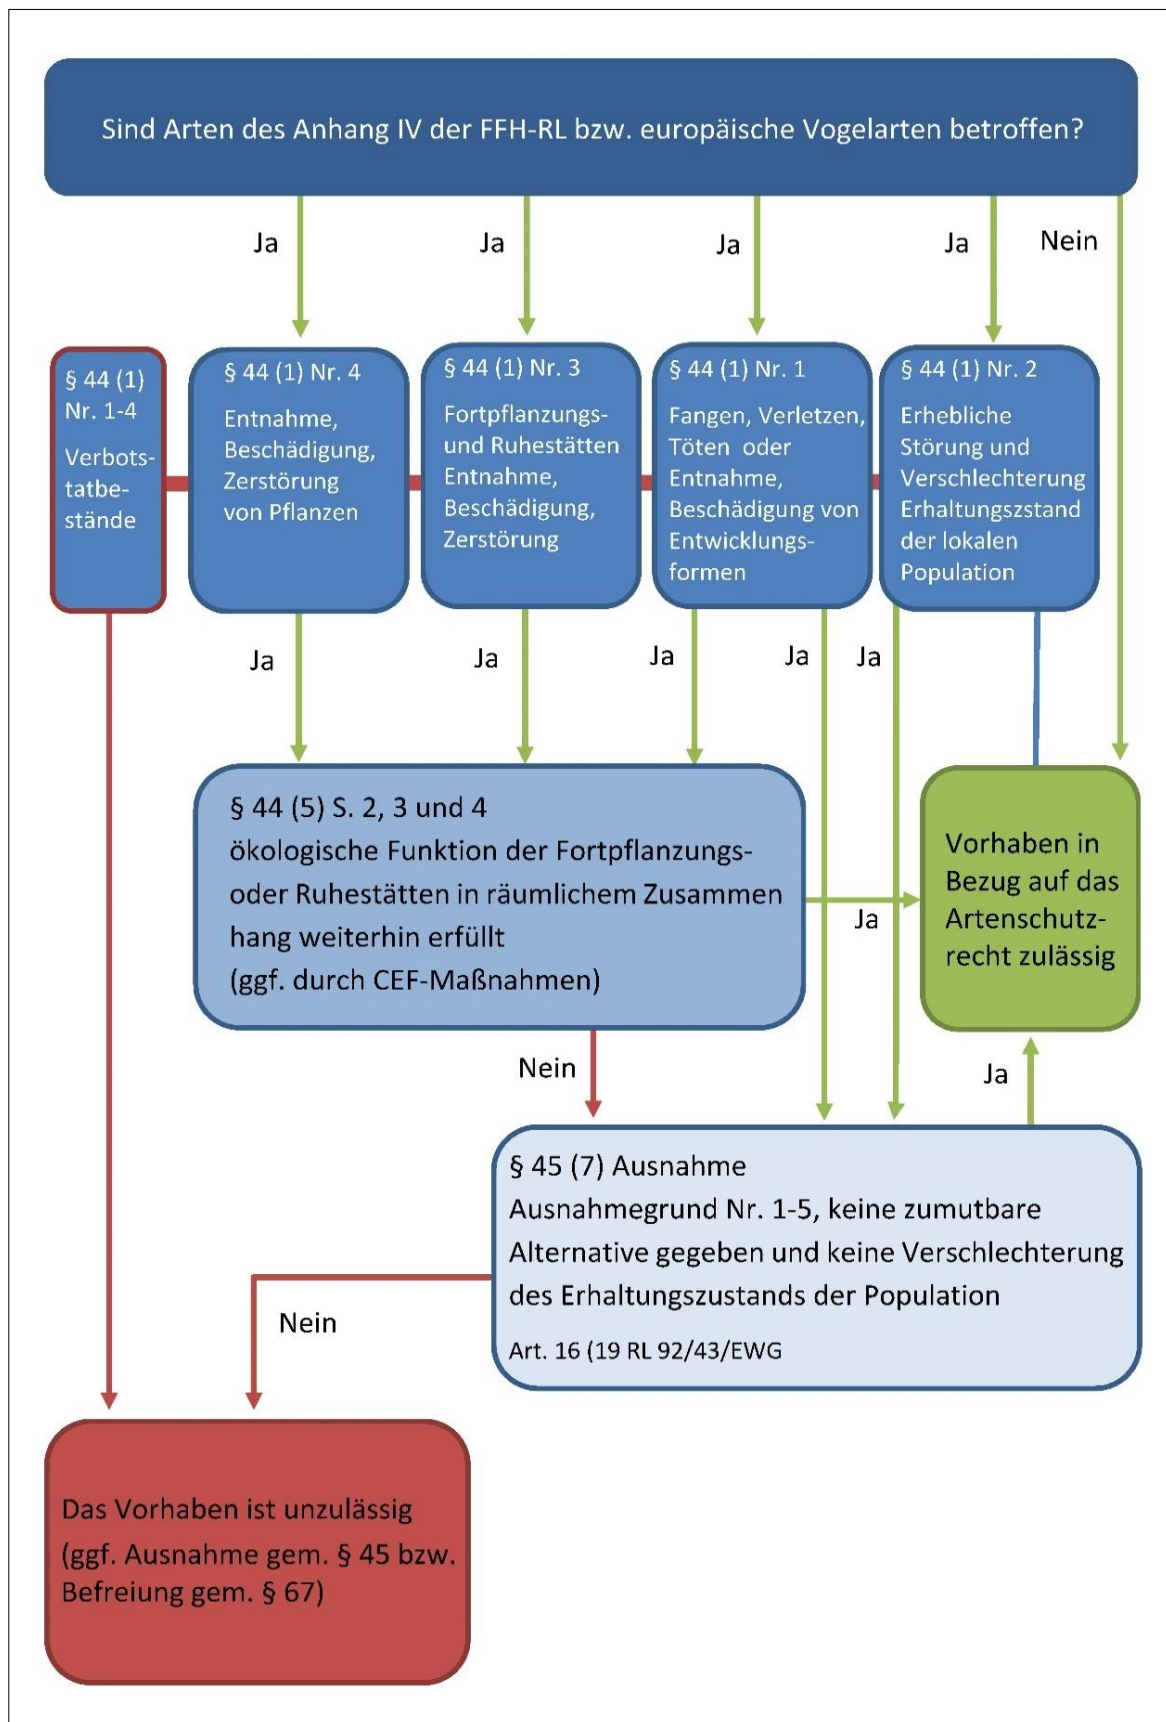 Sind Arten des Anhang IV der FFH-RL bzw. europäische Vogelarten betroffen?
Ja
Ja
Ja
Ja
Nein
§ 44 (1)
Nr. 1-4
Verbots-
tatbe-
stände
§ 44 (1) Nr. 4
Entnahme,
Beschädigung,
Zerstörung
von Pflanzen
§ 44 (1) Nr. 3
Fortpflanzungs-
und Ruhestätten
Entnahme,
Beschädigung,
Zerstörung
§ 44 (1) Nr. 1
Fangen, Verletzen,
Töten oder
Entnahme,
Beschädigung von
Entwicklungs-
formen
§ 44 (1) Nr. 2
Erhebliche
Störung und
Verschlechterung
Erhaltungszstand
der lokalen
Population
Ja
Ja
Ja
Ja
Ja
§ 44 (5) S. 2, 3 und 4
ökologische Funktion der Fortpflanzungs-
oder Ruhestätten in räumlichem Zusammen
hang weiterhin erfüllt
(ggf. durch CEF-Maßnahmen)
Ja
Vorhaben in
Bezug auf das
Artenschutz-
recht zulässig
Nein
Ja
§ 45 (7) Ausnahme
Ausnahmegrund Nr. 1-5, keine zumutbare
Alternative gegeben und keine Verschlechterung
des Erhaltungszustands der Population
Art. 16 (19 RL 92/43/EWG
Nein
Das Vorhaben ist unzulässig
(ggf. Ausnahme gem. § 45 bzw.
Befreiung gem. § 67)